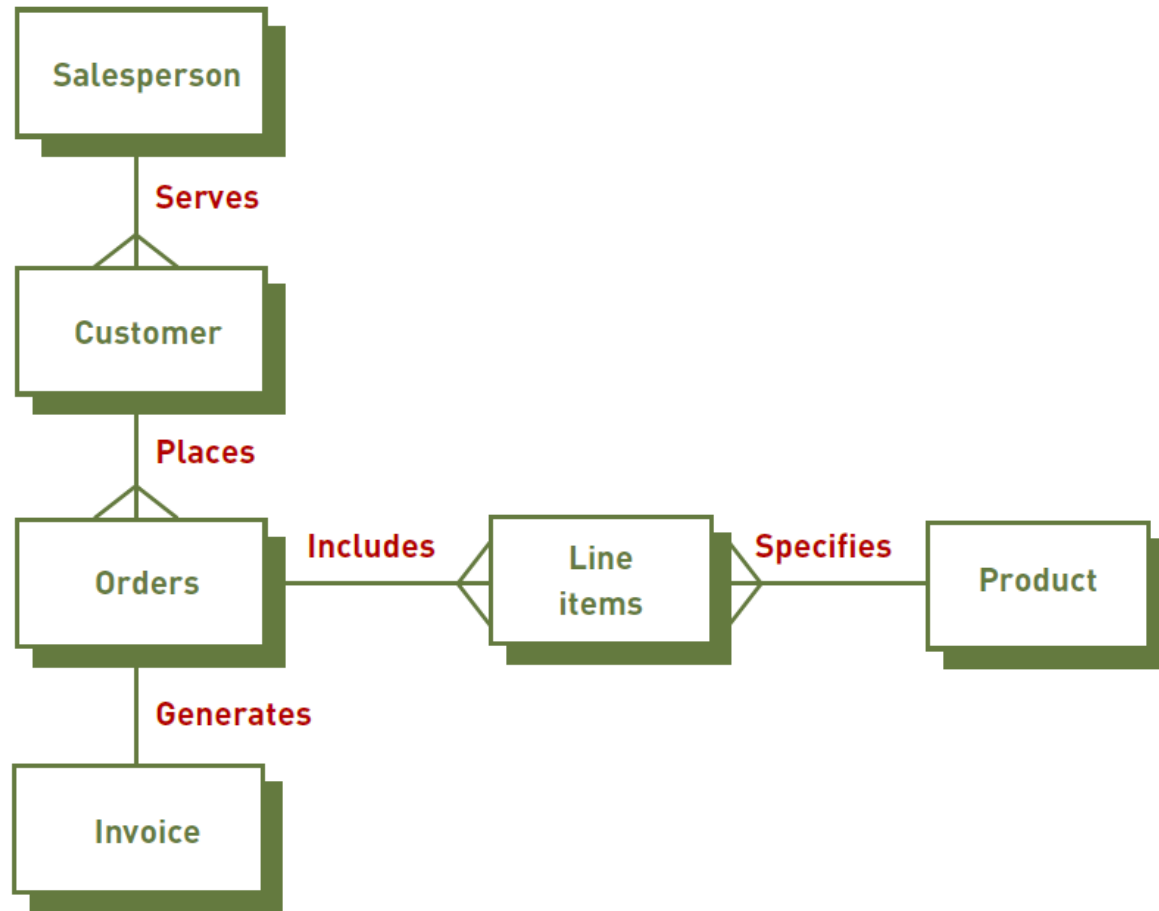 Salesperson
Serves
Customer
Places
Orders
Includes
Line
items
Specifies
Product
Generates
Invoice